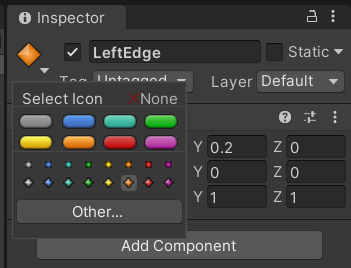 Inspector
LeftEdge
Static
Tag Untagged
Layer Default
Select Icon
None
Y 0.2 Z 0
Y 0 Z 0
Y 1 Z 1
Other...
Add Component